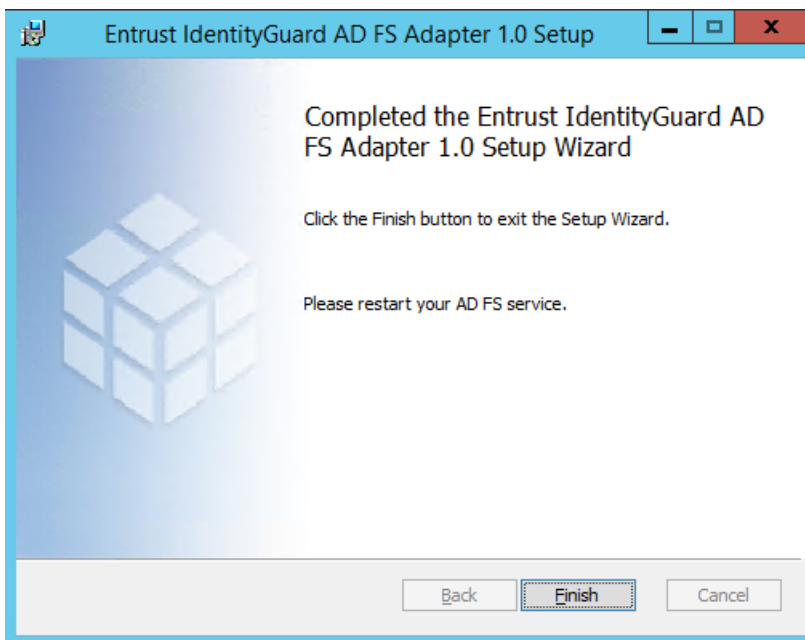 Entrust IdentityGuard AD FS Adapter 1.0 Setup
Completed the Entrust IdentityGuard AD
FS Adapter 1.0 Setup Wizard
Click the Finish button to exit the Setup Wizard.
Please restart your AD FS service.
Back
Finish
Cancel